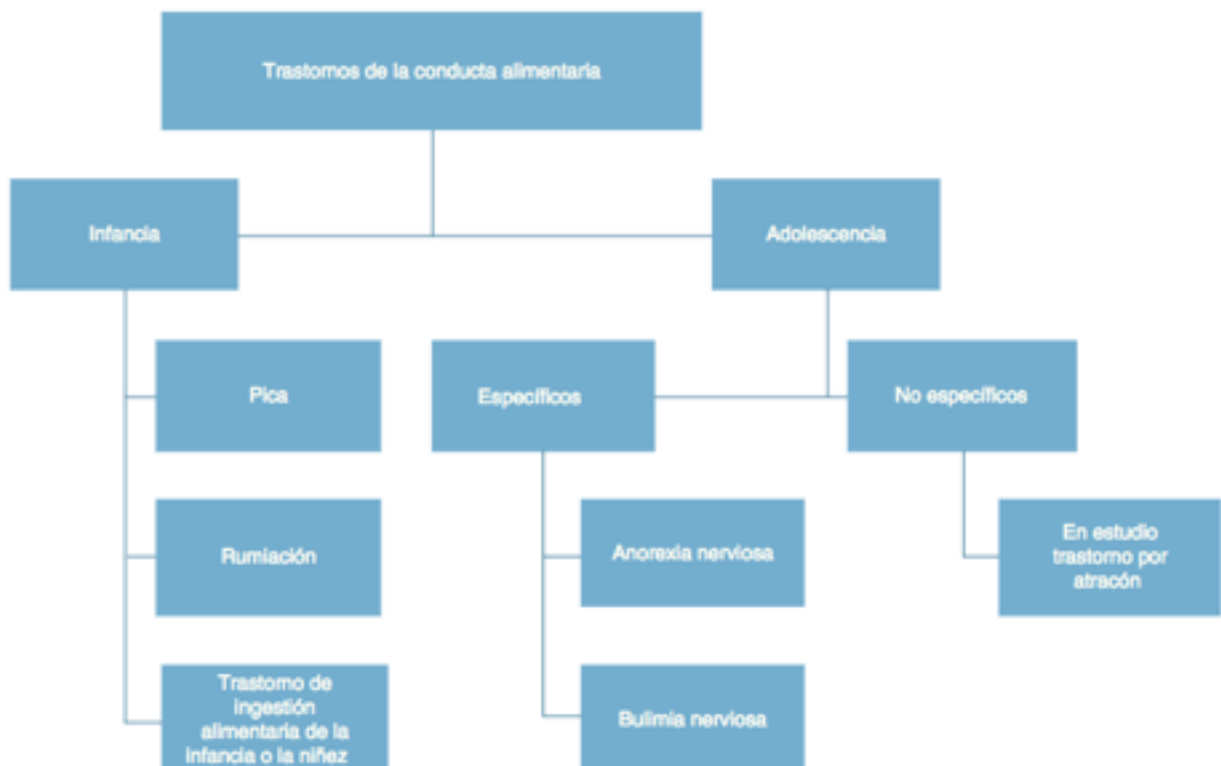 Trastornos de la conducta alimentaria
Infancia
Adolescencia
Pica
Específicos
No específicos
Rumiación
Anorexia nerviosa
En estudio
trastorno por
atracón
Trastorno de
ingestión
alimentaria de la
infancia o la niñez
Bulimia nerviosa